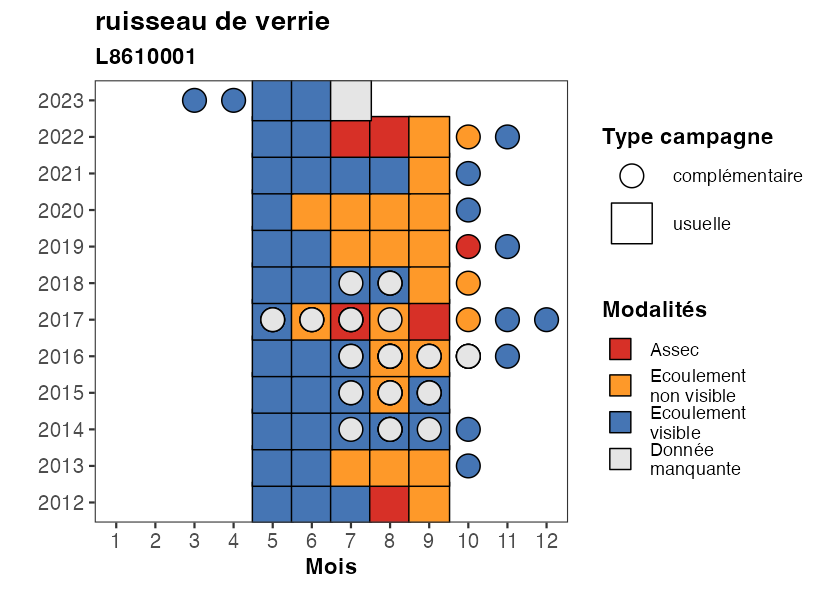 ruisseau de verrie
L8610001
2023
2022
2021
2020
2019
2018
2017
2016
2015
2014
2013
2012
1 2 3 4 5 6 7 8 9 10 11 12
Mois
Type campagne
complémentaire
usuelle
Modalités
Assec
Ecoulement
non visible
Ecoulement
visible
Donnée
manquante